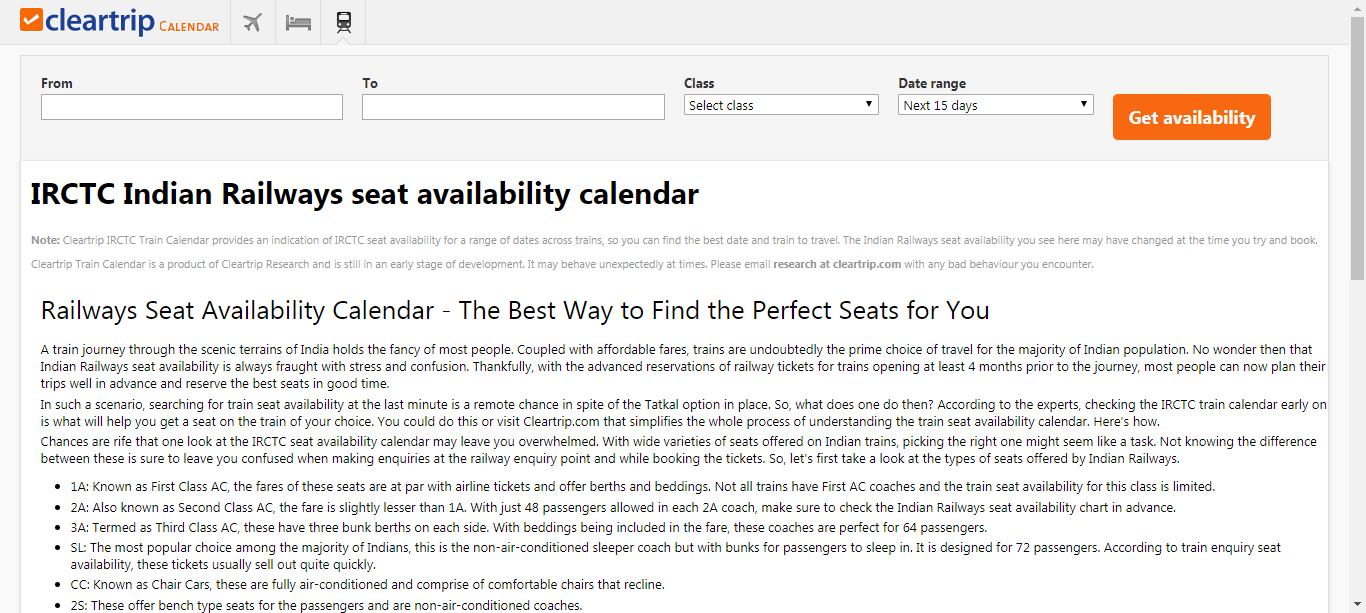 cleartrip CALENDAR
From
To
Class
Date range
Select class
Next 15 days
Get availability
IRCTC Indian Railways seat availability calendar
Note: Cleartrip IRCTC Train Calendar provides an indication of IRCTC seat availability for a range of dates across trains, so you can find the best date and train to travel. The Indian Railways seat availability you see here may have changed at the time you try and book.
Cleartrip Train Calendar is a product of Cleartrip Research and is still in an early stage of development. It may behave unexpectedly at times. Please email research at cleartrip.com with any bad behaviour you encounter.
Railways Seat Availability Calendar - The Best Way to Find the Perfect Seats for You
A train journey through the scenic terrains of India holds the fancy of most people. Coupled with affordable fares, trains are undoubtedly the prime choice of travel for the majority of Indian population. No wonder then that
Indian Railways seat availability is always fraught with stress and confusion. Thankfully, with the advanced reservations of railway tickets for trains opening at least 4 months prior to the journey, most people can now plan their
trips well in advance and reserve the best seats in good time.
In such a scenario, searching for train seat availability at the last minute is a remote chance in spite of the Tatkal option in place. So, what does one do then? According to the experts, checking the IRCTC train calendar early on
is what will help you get a seat on the train of your choice. You could do this or visit Cleartrip.com that simplifies the whole process of understanding the train seat availability calendar. Here's how.
Chances are rife that one look at the IRCTC seat availability calendar may leave you overwhelmed. With wide varieties of seats offered on Indian trains, picking the right one might seem like a task. Not knowing the difference
between these is sure to leave you confused when making enquiries at the railway enquiry point and while booking the tickets. So, let's first take a look at the types of seats offered by Indian Railways.
• 1A: Known as First Class AC, the fares of these seats are at par with airline tickets and offer berths and beddings. Not all trains have First AC coaches and the train seat availability for this class is limited.
• 2A: Also known as Second Class AC, the fare is slightly lesser than 1A. With just 48 passengers allowed in each 2A coach, make sure to check the Indian Railways seat availability chart in advance.
• 3A: Termed as Third Class AC, these have three bunk berths on each side. With beddings being included in the fare, these coaches are perfect for 64 passengers.
• SL: The most popular choice among the majority of Indians, this is the non-air-conditioned sleeper coach but with bunks for passengers to sleep in. It is designed for 72 passengers. According to train enquiry seat
availability, these tickets usually sell out quite quickly.
• CC: Known as Chair Cars, these are fully air-conditioned and comprise of comfortable chairs that recline.
• 2S: These offer bench type seats for the passengers and are non-air-conditioned coaches.